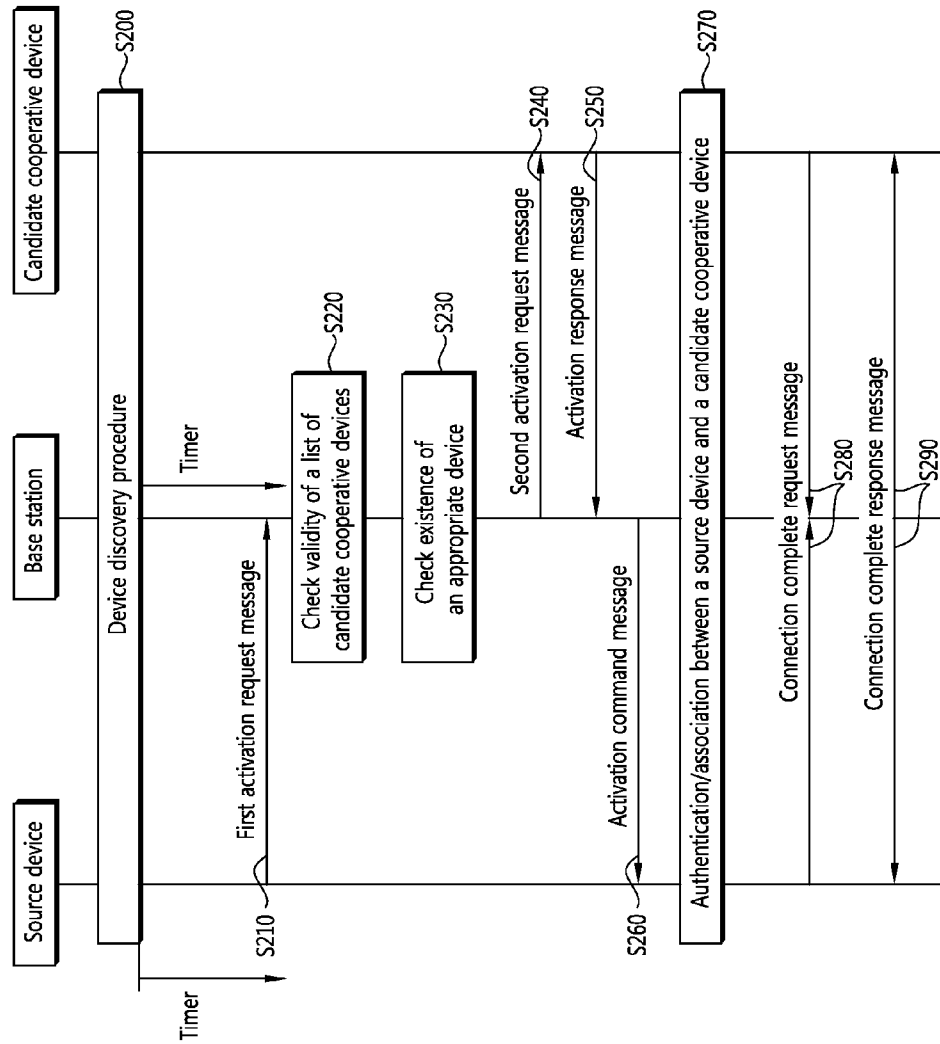 Source device
Base station
Candidate cooperative device
Device discovery procedure
S200
Timer
Timer
First activation request message
S210
Check validity of a list of
candidate cooperative devices
S220
Check existence of
an appropriate device
S230
Second activation request message
S240
Activation response message
S250
Activation command message
S260
Authentication/association between a source device and a candidate cooperative device
S270
Connection complete request message
S280
Connection complete response message
S290